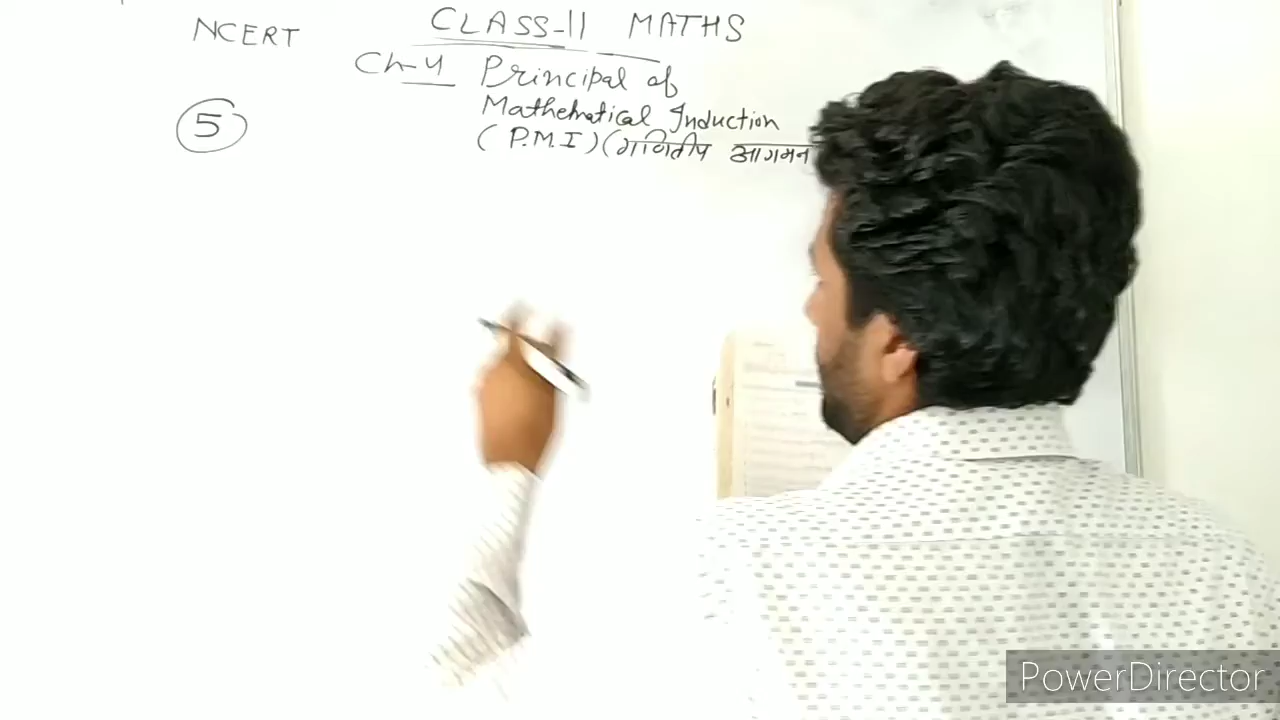 NCERT CLASS-11 MATHS
Ch-4 Principal of
5 Mathematical Induction
(P.M.I) (गणितीय आगमन
PowerDirector